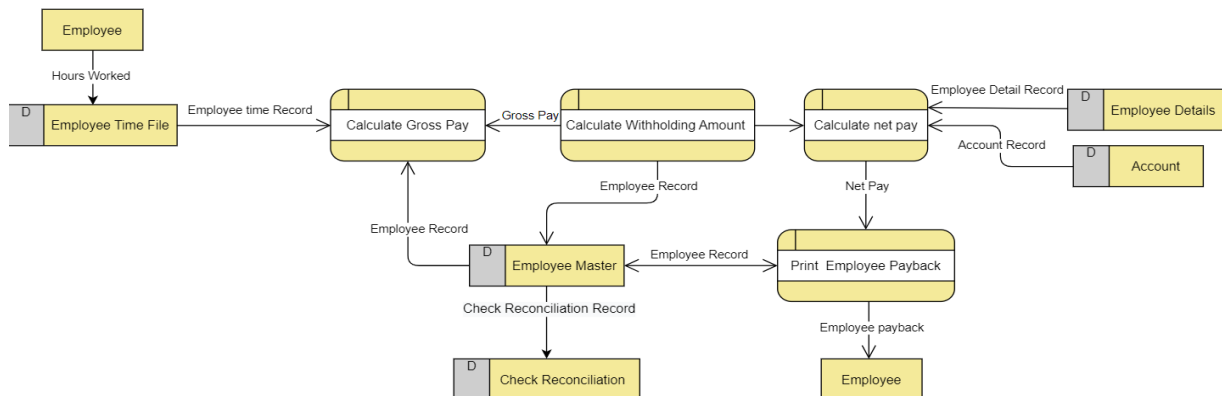 Employee
Hours Worked
D
Employee Time File
Employee time Record
Calculate Gross Pay
Gross Pay
Calculate Withholding Amount
Calculate net pay
Employee Detail Record
D
Employee Details
Account Record
D
Account
Employee Record
Net Pay
Employee Record
D
Employee Master
Employee Record
Print Employee Payback
Check Reconciliation Record
Employee payback
D
Check Reconciliation
Employee